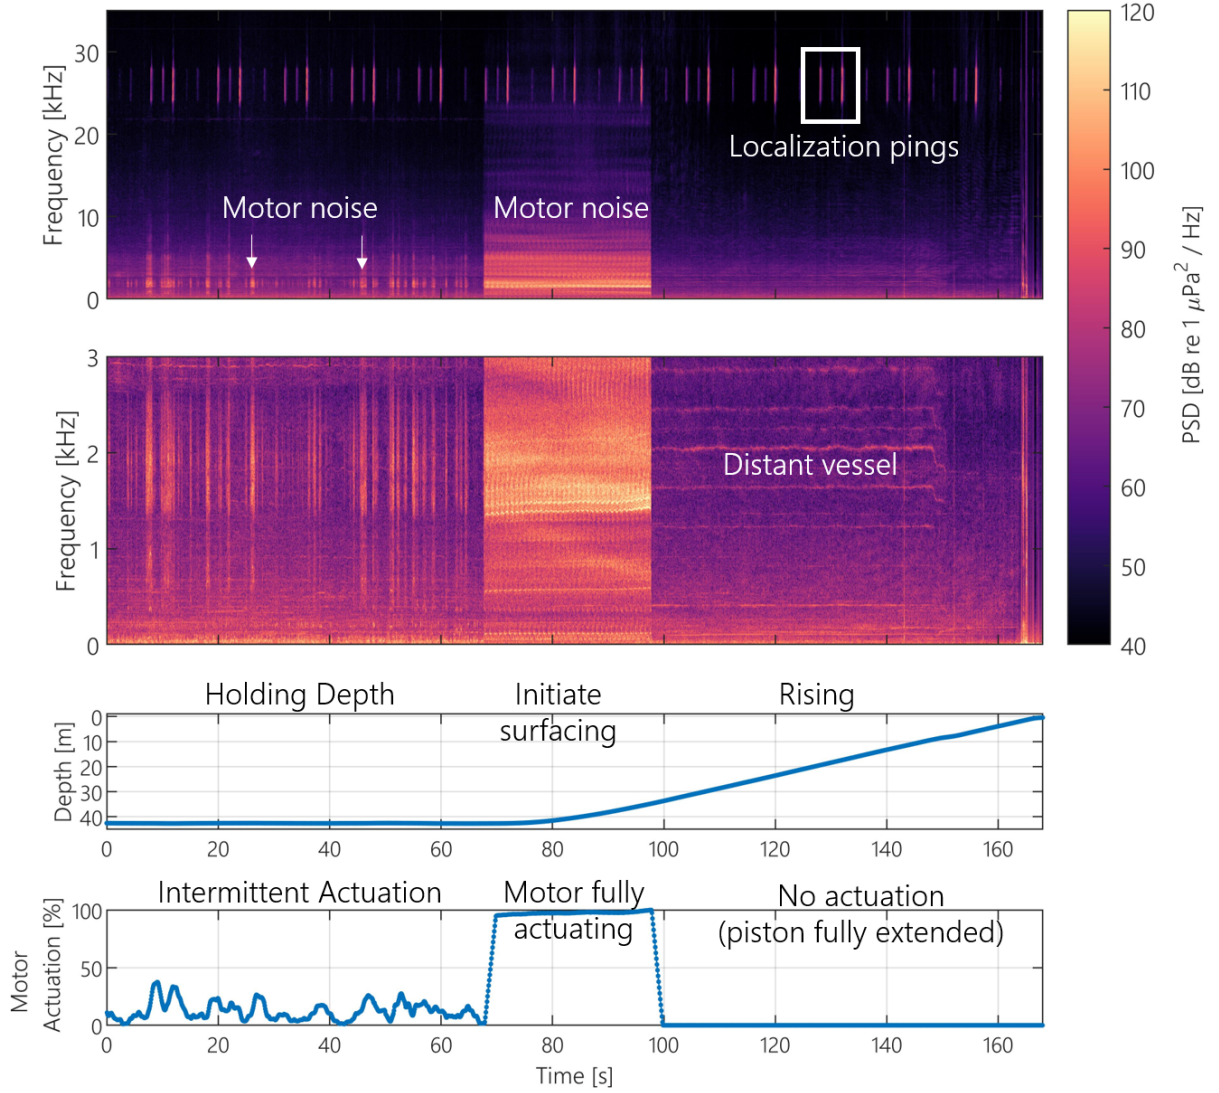 30
20
10
0
Frequency [kHz]
Motor noise
Motor noise
Localization pings
3
2
1
0
Frequency [kHz]
Distant vessel
120
110
100
90
80
70
60
50
40
PSD [dB re 1 μPa² / Hz]
Holding Depth
Initiate
surfacing
Rising
0
10
20
30
40
Depth [m]
0 20 40 60 80 100 120 140 160
Intermittent Actuation
Motor fully
actuating
No actuation
(piston fully extended)
100
50
0
Motor
Actuation [%]
0 20 40 60 80 100 120 140 160
Time [s]